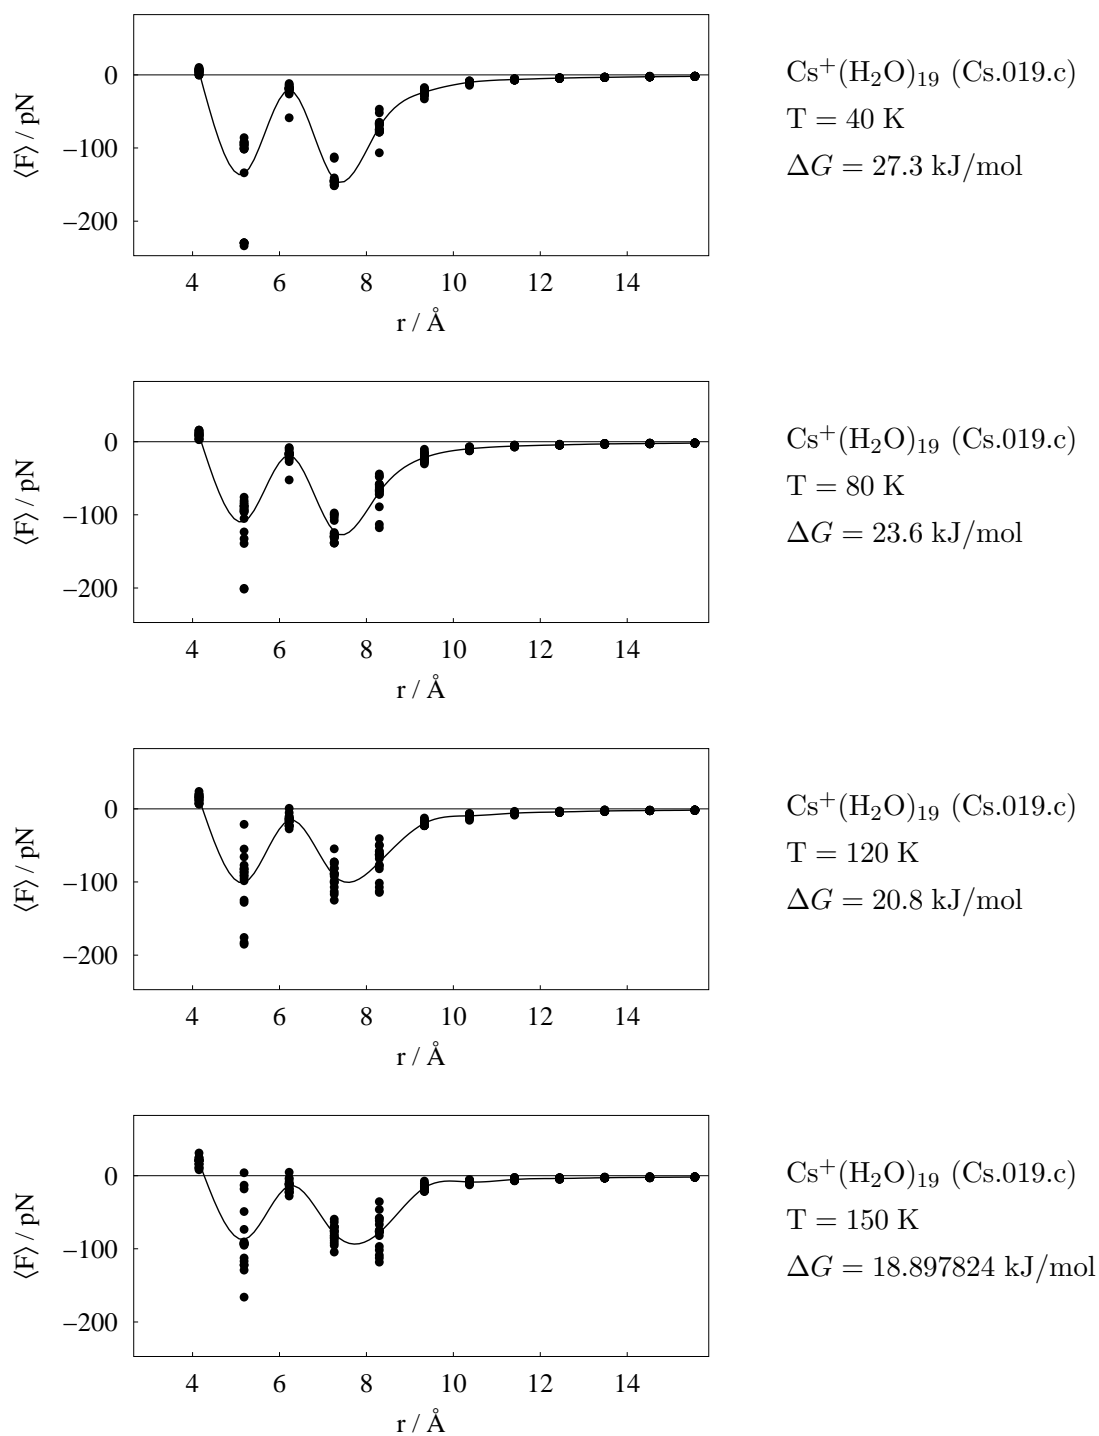 0
−100
−200
⟨F⟩ / pN
4 6 8 10 12 14
r / Å
Cs⁺(H₂O)₁₉ (Cs.019.c)
T = 40 K
ΔG = 27.3 kJ/mol
0
−100
−200
⟨F⟩ / pN
4 6 8 10 12 14
r / Å
Cs⁺(H₂O)₁₉ (Cs.019.c)
T = 80 K
ΔG = 23.6 kJ/mol
0
−100
−200
⟨F⟩ / pN
4 6 8 10 12 14
r / Å
Cs⁺(H₂O)₁₉ (Cs.019.c)
T = 120 K
ΔG = 20.8 kJ/mol
0
−100
−200
⟨F⟩ / pN
4 6 8 10 12 14
r / Å
Cs⁺(H₂O)₁₉ (Cs.019.c)
T = 150 K
ΔG = 18.897824 kJ/mol